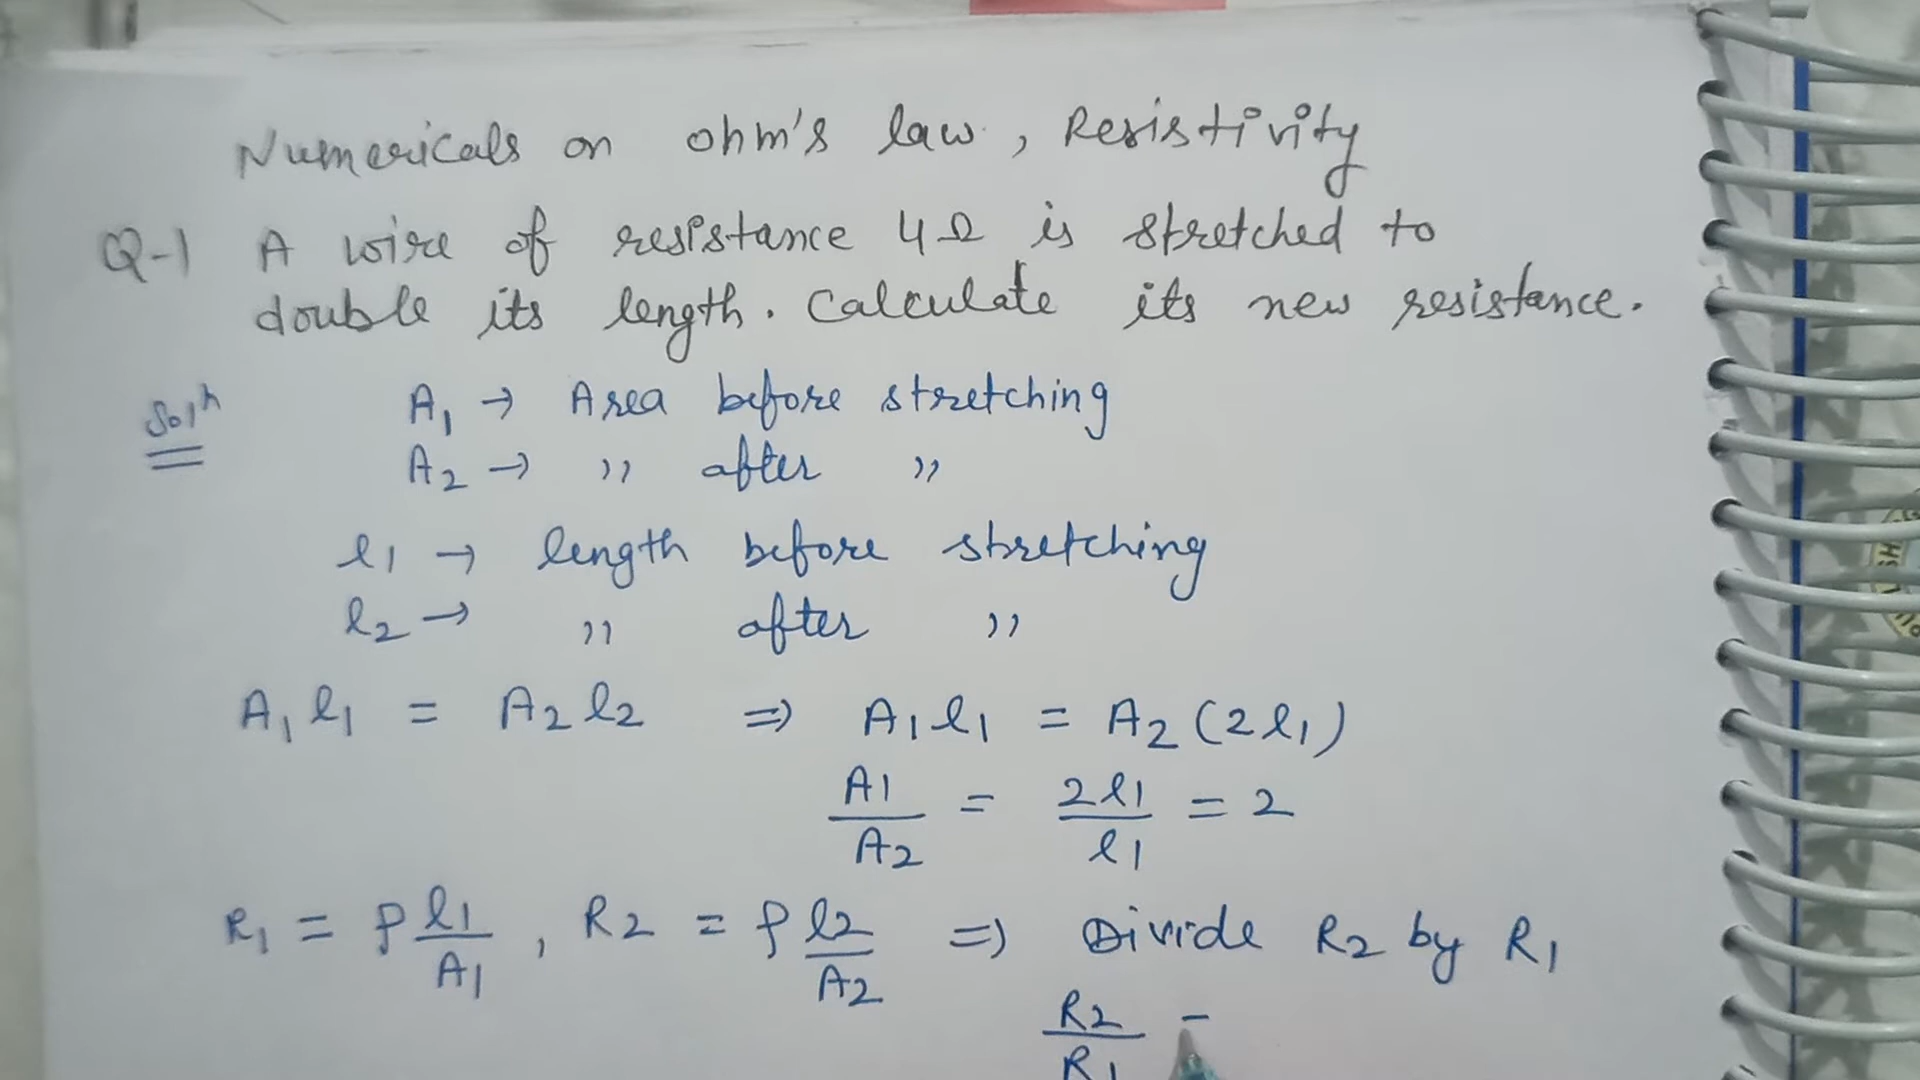 Numericals on ohm's law, Resistivity
Q-1 A wire of resistance 4Ω is stretched to
double its length. Calculate its new resistance.
Solⁿ A₁ → Area before stretching
A₂ → ,, after ,,
l₁ → length before stretching
l₂ → ,, after ,,
A₁ l₁ = A₂ l₂ ⇒ A₁ l₁ = A₂ (2 l₁)
A₁/A₂ = 2l₁/l₁ = 2
R₁ = ρ l₁/A₁ , R₂ = ρ l₂/A₂ ⇒ Divide R₂ by R₁
R₂/R₁ =